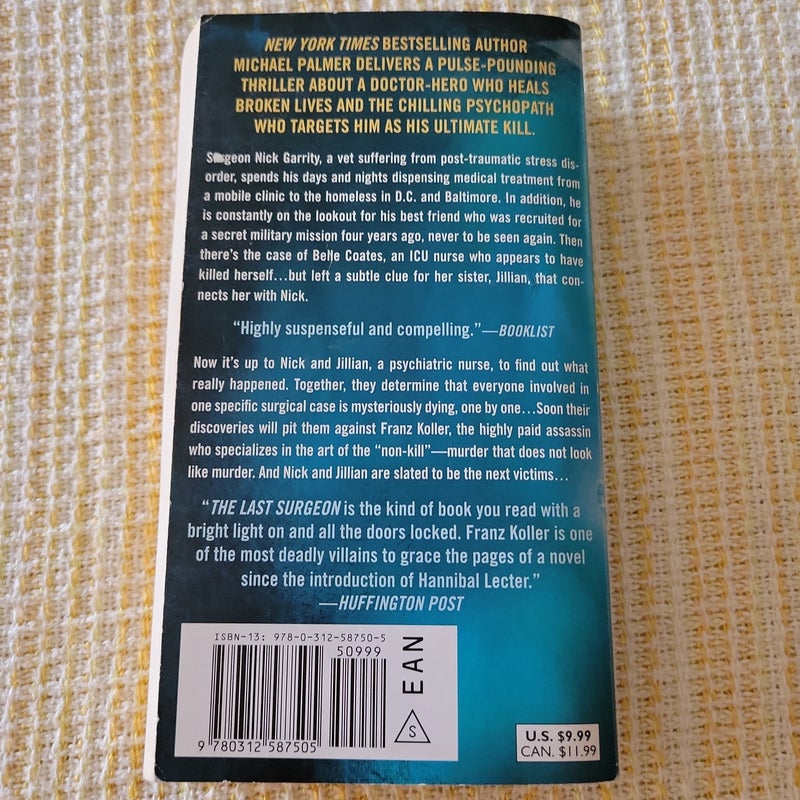 NEW YORK TIMES BESTSELLING AUTHOR
MICHAEL PALMER DELIVERS A PULSE-POUNDING
THRILLER ABOUT A DOCTOR-HERO WHO HEALS
BROKEN LIVES AND THE CHILLING PSYCHOPATH
WHO TARGETS HIM AS HIS ULTIMATE KILL.
Surgeon Nick Garrity, a vet suffering from post-traumatic stress dis-
order, spends his days and nights dispensing medical treatment from
a mobile clinic to the homeless in D.C. and Baltimore. In addition, he
is constantly on the lookout for his best friend who was recruited for
a secret military mission four years ago, never to be seen again. Then
there's the case of Belle Coates, an ICU nurse who appears to have
killed herself...but left a subtle clue for her sister, Jillian, that con-
nects her with Nick.
"Highly suspenseful and compelling."—BOOKLIST
Now it's up to Nick and Jillian, a psychiatric nurse, to find out what
really happened. Together, they determine that everyone involved in
one specific surgical case is mysteriously dying, one by one...Soon their
discoveries will pit them against Franz Koller, the highly paid assassin
who specializes in the art of the "non-kill"—murder that does not look
like murder. And Nick and Jillian are slated to be the next victims...
"THE LAST SURGEON is the kind of book you read with a
bright light on and all the doors locked. Franz Koller is one
of the most deadly villains to grace the pages of a novel
since the introduction of Hannibal Lecter."
—HUFFINGTON POST
ISBN-13: 978-0-312-58750-5
50999
EAN
S
9 780312 587505
U.S. $9.99
CAN. $11.99